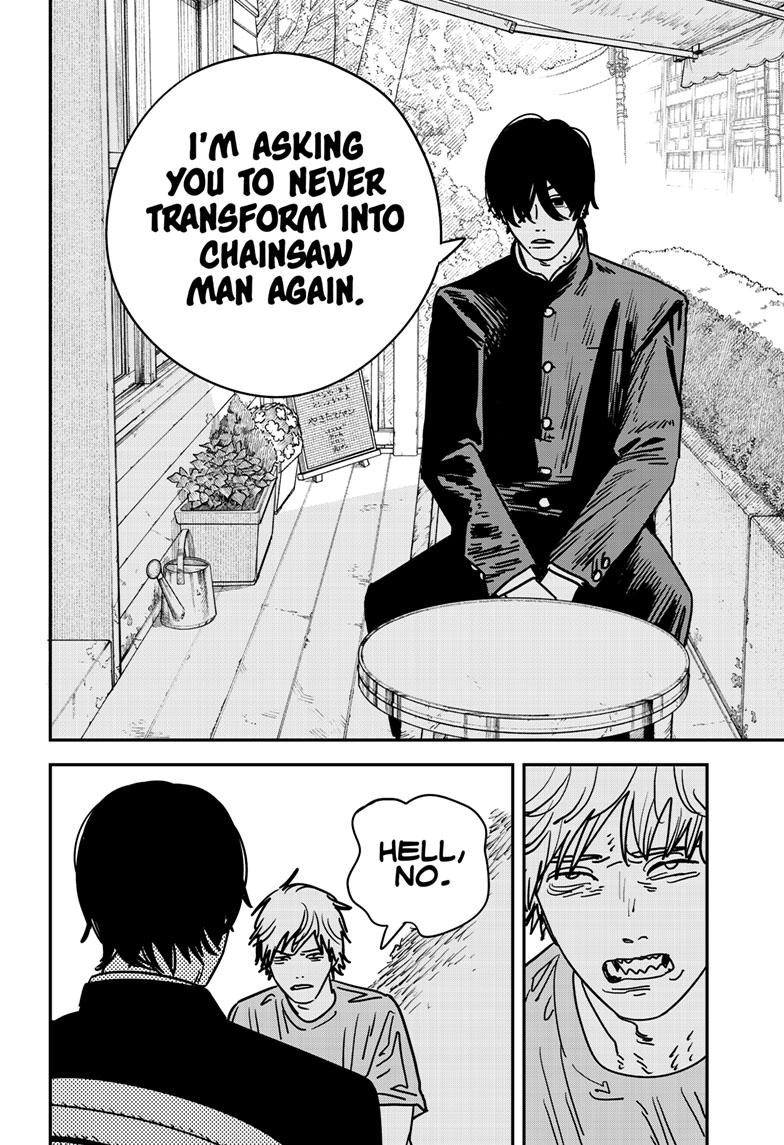 I'M ASKING
YOU TO NEVER
TRANSFORM INTO
CHAINSAW
MAN AGAIN.
HELL,
NO.